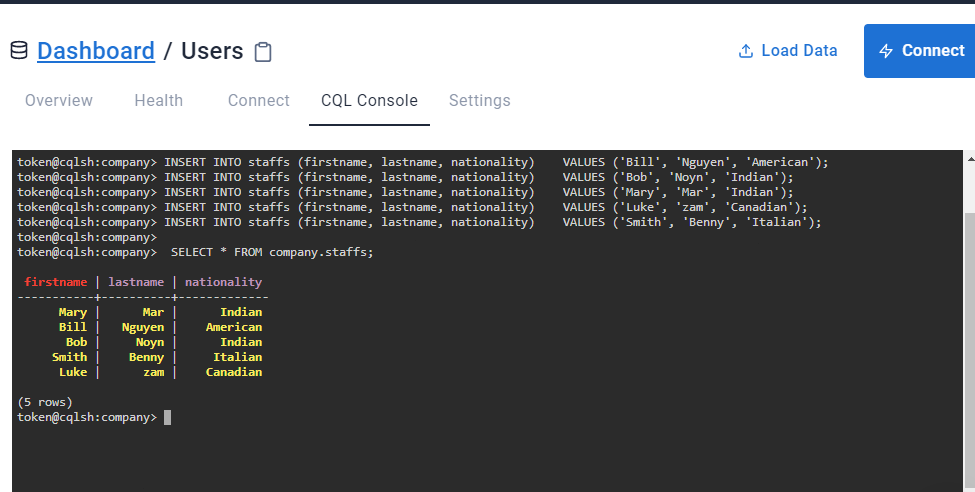 Dashboard / Users
Load Data
Connect
Overview Health Connect CQL Console Settings
token@cqlsh:company> INSERT INTO staffs (firstname, lastname, nationality)    VALUES ('Bill', 'Nguyen', 'American');
token@cqlsh:company> INSERT INTO staffs (firstname, lastname, nationality)    VALUES ('Bob', 'Noyn', 'Indian');
token@cqlsh:company> INSERT INTO staffs (firstname, lastname, nationality)    VALUES ('Mary', 'Mar', 'Indian');
token@cqlsh:company> INSERT INTO staffs (firstname, lastname, nationality)    VALUES ('Luke', 'zam', 'Canadian');
token@cqlsh:company> INSERT INTO staffs (firstname, lastname, nationality)    VALUES ('Smith', 'Benny', 'Italian');
token@cqlsh:company>
token@cqlsh:company>  SELECT * FROM company.staffs;
 firstname | lastname | nationality
-----------+----------+-------------
      Mary |      Mar |      Indian
      Bill |   Nguyen |    American
       Bob |     Noyn |      Indian
     Smith |    Benny |     Italian
      Luke |      zam |    Canadian
(5 rows)
token@cqlsh:company>